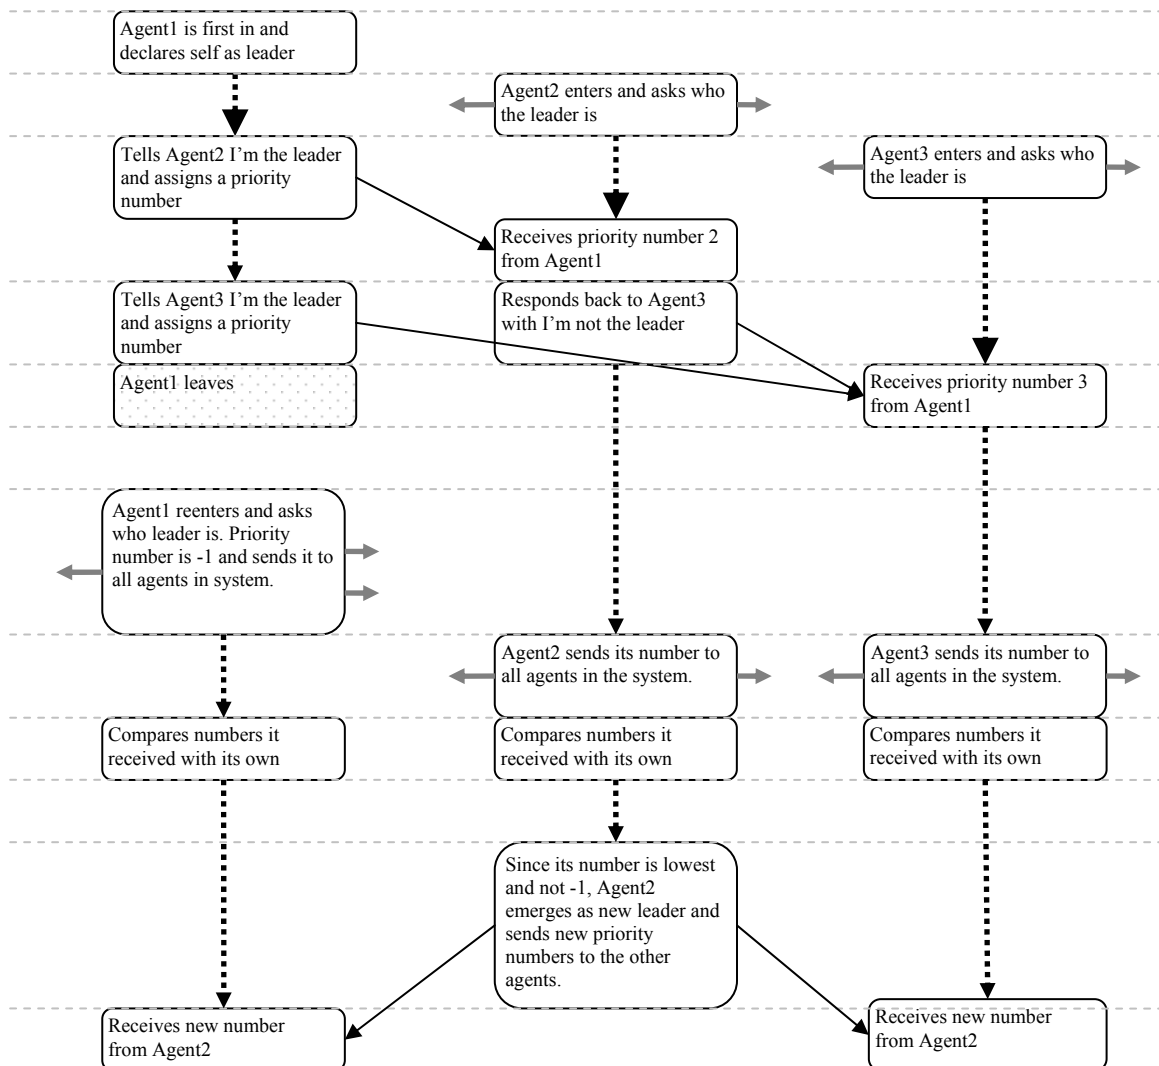 Agent1 is first in and
declares self as leader
Agent2 enters and asks who
the leader is
Tells Agent2 I’m the leader
and assigns a priority
number
Agent3 enters and asks who
the leader is
Receives priority number 2
from Agent1
Tells Agent3 I’m the leader
and assigns a priority
number
Responds back to Agent3
with I’m not the leader
Agent1 leaves
Receives priority number 3
from Agent1
Agent1 reenters and asks
who leader is. Priority
number is -1 and sends it to
all agents in system.
Agent2 sends its number to
all agents in the system.
Agent3 sends its number to
all agents in the system.
Compares numbers it
received with its own
Compares numbers it
received with its own
Compares numbers it
received with its own
Since its number is lowest
and not -1, Agent2
emerges as new leader and
sends new priority
numbers to the other
agents.
Receives new number
from Agent2
Receives new number
from Agent2